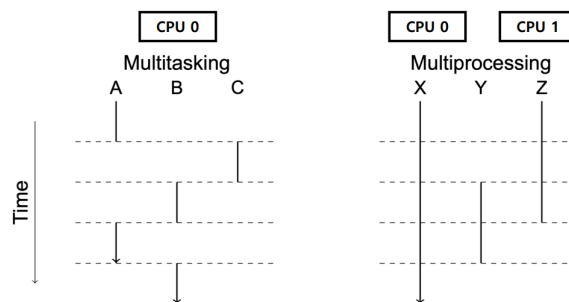 CPU 0
Multitasking
A B C
CPU 0 CPU 1
Multiprocessing
X Y Z
Time